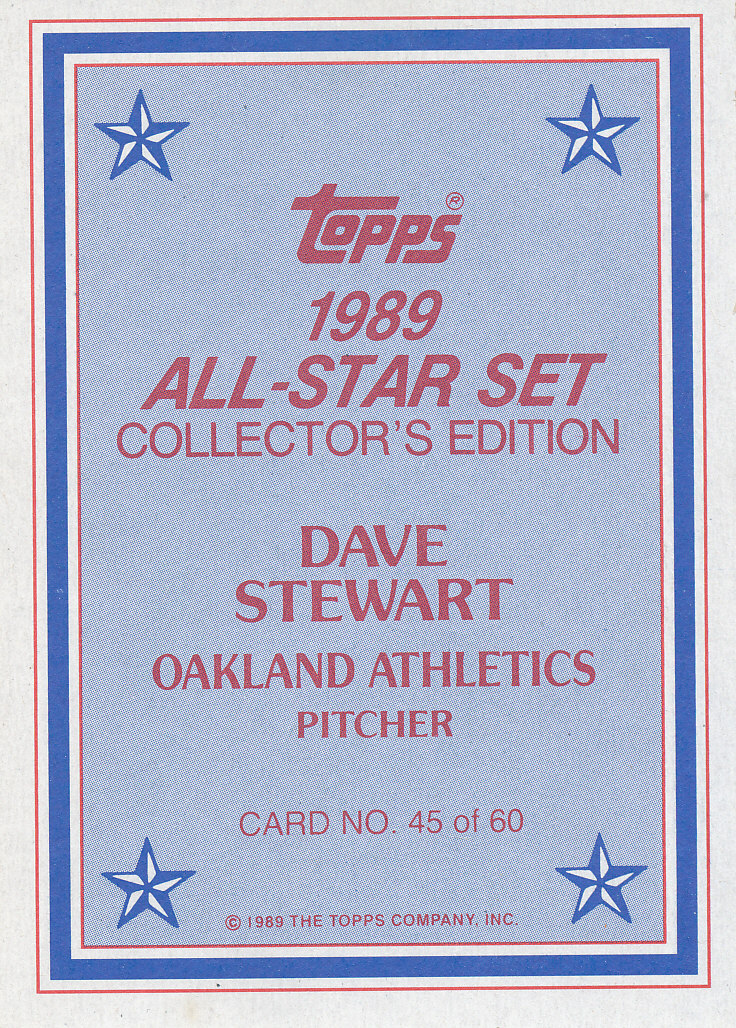 topps®
1989
ALL-STAR SET
COLLECTOR'S EDITION
DAVE
STEWART
OAKLAND ATHLETICS
PITCHER
CARD NO. 45 of 60
© 1989 THE TOPPS COMPANY, INC.